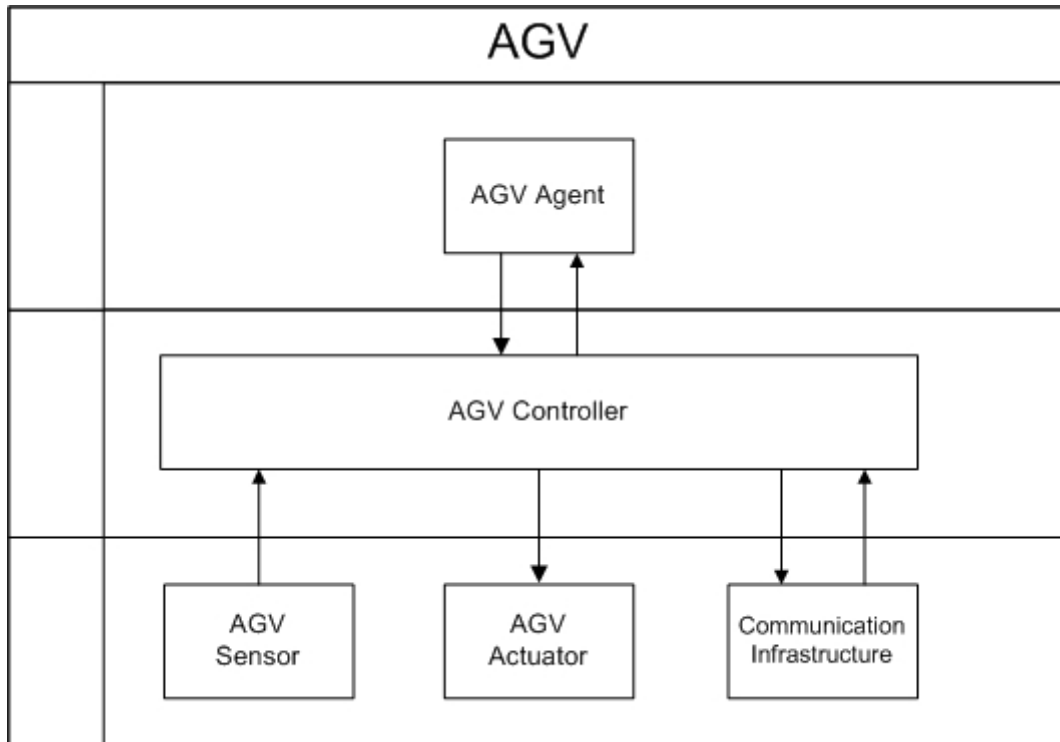 AGV
AGV Agent
AGV Controller
AGV
Sensor
AGV
Actuator
Communication
Infrastructure